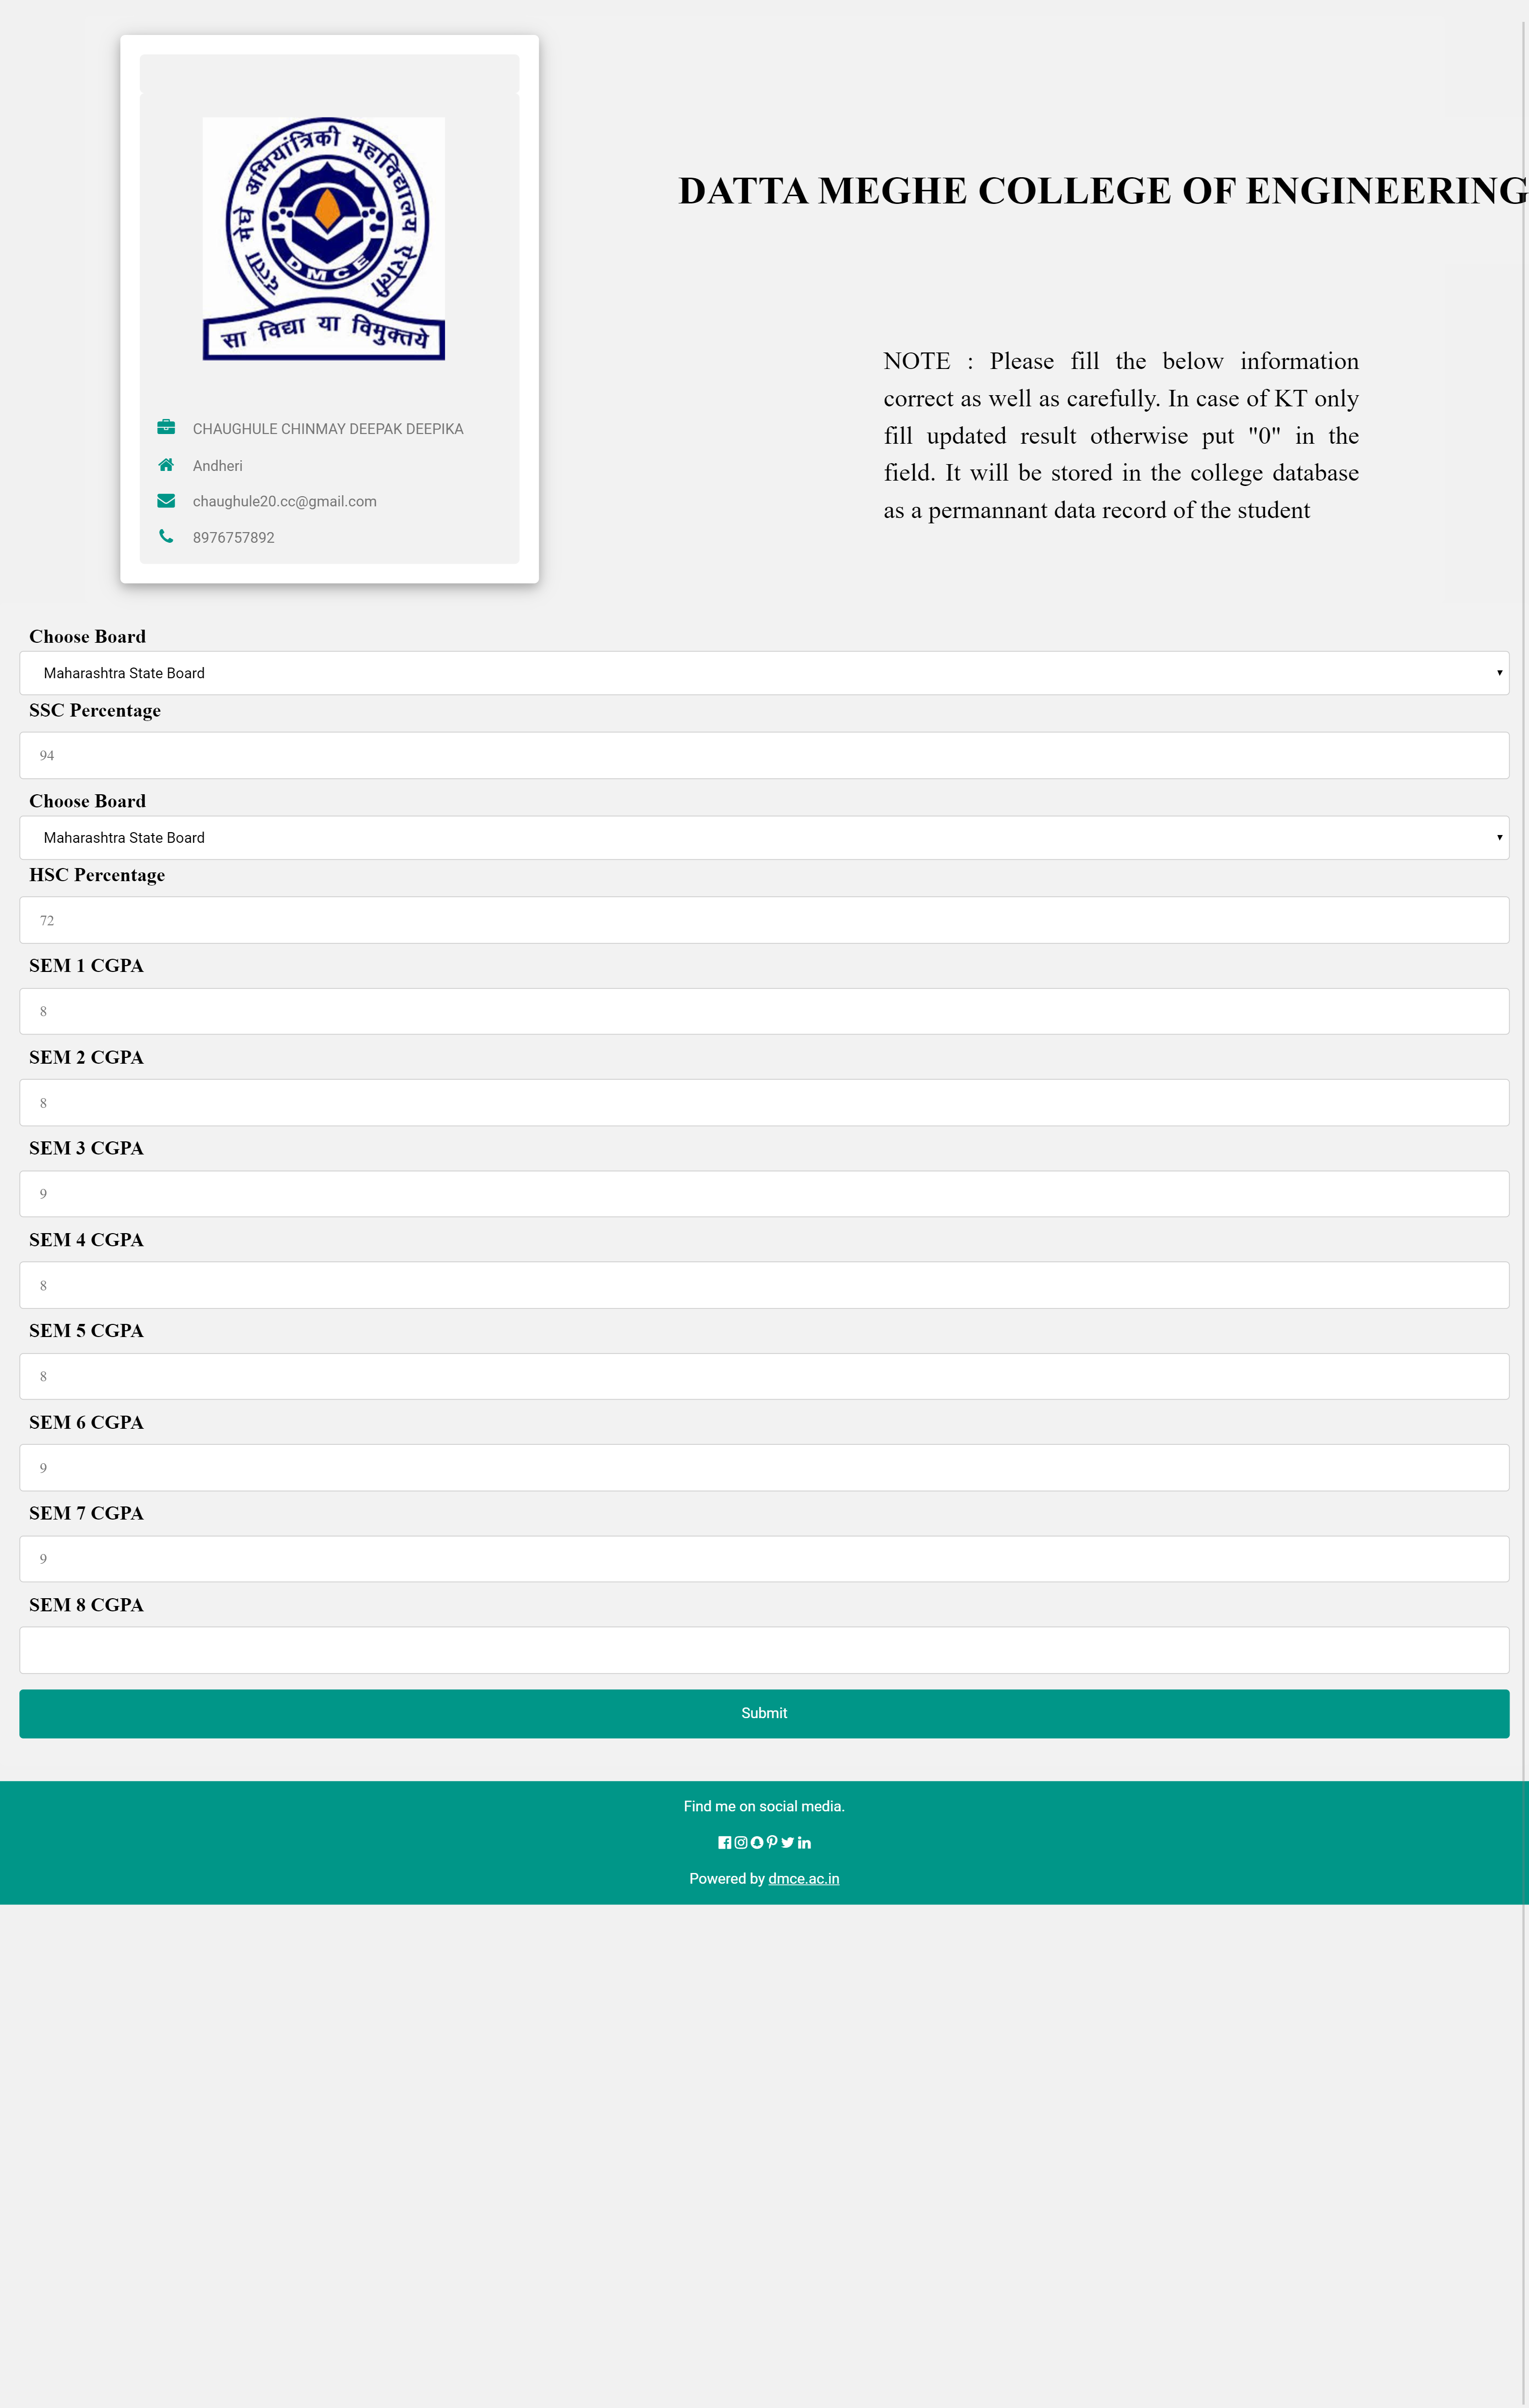 दत्ता मेघे अभियांत्रिकी महाविद्यालय ऐरोली
DMCE
सा विद्या या विमुक्तये
CHAUGHULE CHINMAY DEEPAK DEEPIKA
Andheri
chaughule20.cc@gmail.com
8976757892
DATTA MEGHE COLLEGE OF ENGINEERING
NOTE : Please fill the below information
correct as well as carefully. In case of KT only
fill updated result otherwise put "0" in the
field. It will be stored in the college database
as a permannant data record of the student
Choose Board
Maharashtra State Board
SSC Percentage
94
Choose Board
Maharashtra State Board
HSC Percentage
72
SEM 1 CGPA
8
SEM 2 CGPA
8
SEM 3 CGPA
9
SEM 4 CGPA
8
SEM 5 CGPA
8
SEM 6 CGPA
9
SEM 7 CGPA
9
SEM 8 CGPA
Submit
Find me on social media.
Powered by dmce.ac.in